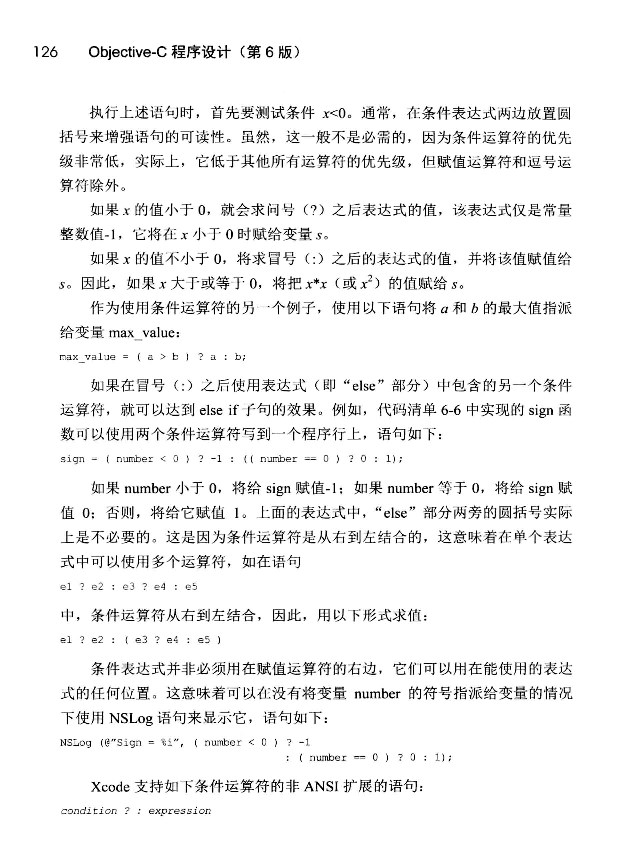 126 Objective-C 程序设计（第 6 版）
执行上述语句时，首先要测试条件 x<0。通常，在条件表达式两边放置圆
括号来增强语句的可读性。虽然，这一般不是必需的，因为条件运算符的优先
级非常低，实际上，它低于其他所有运算符的优先级，但赋值运算符和逗号运
算符除外。
如果 x 的值小于 0，就会求问号（?）之后表达式的值，该表达式仅是常量
整数值-1，它将在 x 小于 0 时赋给变量 s。
如果 x 的值不小于 0，将求冒号（:）之后的表达式的值，并将该值赋值给
s。因此，如果 x 大于或等于 0，将把 x*x（或 x²）的值赋给 s。
作为使用条件运算符的另一个例子，使用以下语句将 a 和 b 的最大值指派
给变量 max_value：
max_value = ( a > b ) ? a : b;
如果在冒号（:）之后使用表达式（即“else”部分）中包含的另一个条件
运算符，就可以达到 else if 子句的效果。例如，代码清单 6-6 中实现的 sign 函
数可以使用两个条件运算符写到一个程序行上，语句如下：
sign = ( number < 0 ) ? -1 : (( number == 0 ) ? 0 : 1);
如果 number 小于 0，将给 sign 赋值-1；如果 number 等于 0，将给 sign 赋
值 0；否则，将给它赋值 1。上面的表达式中，“else”部分两旁的圆括号实际
上是不必要的。这是因为条件运算符是从右到左结合的，这意味着在单个表达
式中可以使用多个运算符，如在语句
e1 ? e2 : e3 ? e4 : e5
中，条件运算符从右到左结合，因此，用以下形式求值：
e1 ? e2 : ( e3 ? e4 : e5 )
条件表达式并非必须用在赋值运算符的右边，它们可以用在能使用的表达
式的任何位置。这意味着可以在没有将变量 number 的符号指派给变量的情况
下使用 NSLog 语句来显示它，语句如下：
NSLog (@"Sign = %i", ( number < 0 ) ? -1
: ( number == 0 ) ? 0 : 1);
Xcode 支持如下条件运算符的非 ANSI 扩展的语句：
condition ? : expression